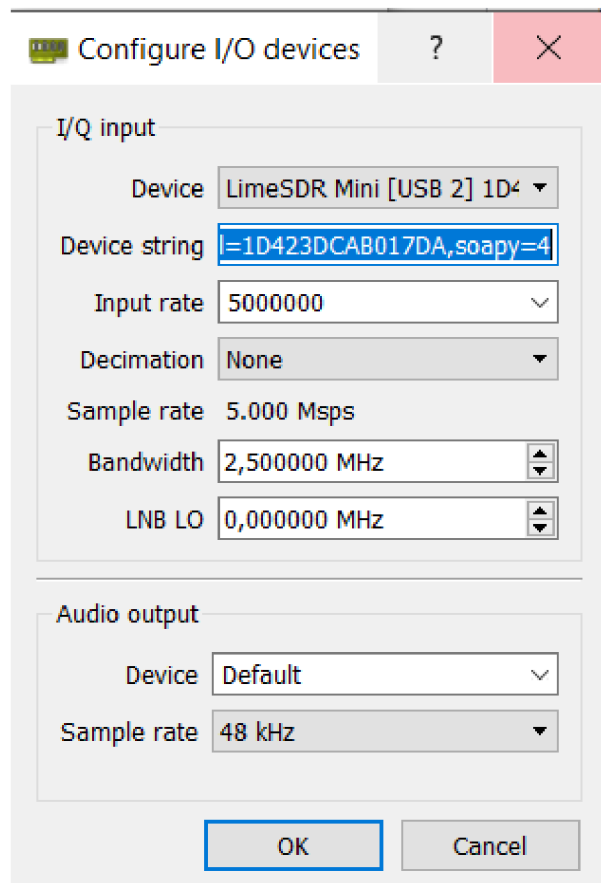 Configure I/O devices ?
I/Q input
Device LimeSDR Mini [USB 2] 1D4
Device string l=1D423DCAB017DA,soapy=4
Input rate 5000000
Decimation None
Sample rate 5.000 Msps
Bandwidth 2,500000 MHz
LNB LO 0,000000 MHz
Audio output
Device Default
Sample rate 48 kHz
OK Cancel